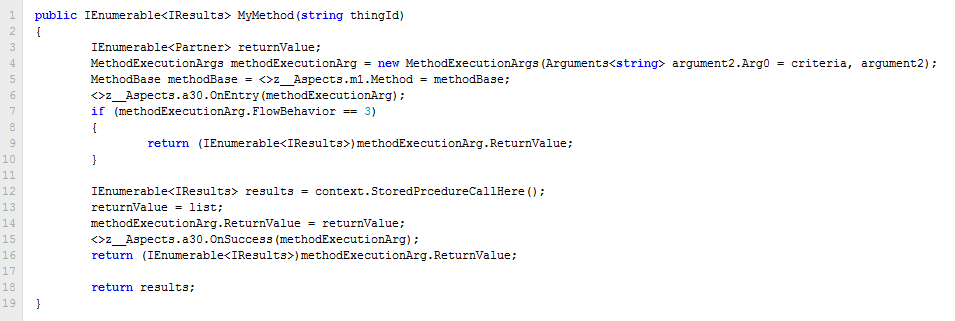 1 public IEnumerable<IResults> MyMethod(string thingId)
2 {
3 IEnumerable<Partner> returnValue;
4 MethodExecutionArgs methodExecutionArg = new MethodExecutionArgs(Arguments<string> argument2.Arg0 = criteria, argument2);
5 MethodBase methodBase = <>z__Aspects.m1.Method = methodBase;
6 <>z__Aspects.a30.OnEntry(methodExecutionArg);
7 if (methodExecutionArg.FlowBehavior == 3)
8 {
9 return (IEnumerable<IResults>)methodExecutionArg.ReturnValue;
10 }
11
12 IEnumerable<IResults> results = context.StoredPrcedureCallHere();
13 returnValue = list;
14 methodExecutionArg.ReturnValue = returnValue;
15 <>z__Aspects.a30.OnSuccess(methodExecutionArg);
16 return (IEnumerable<IResults>)methodExecutionArg.ReturnValue;
17
18 return results;
19 }